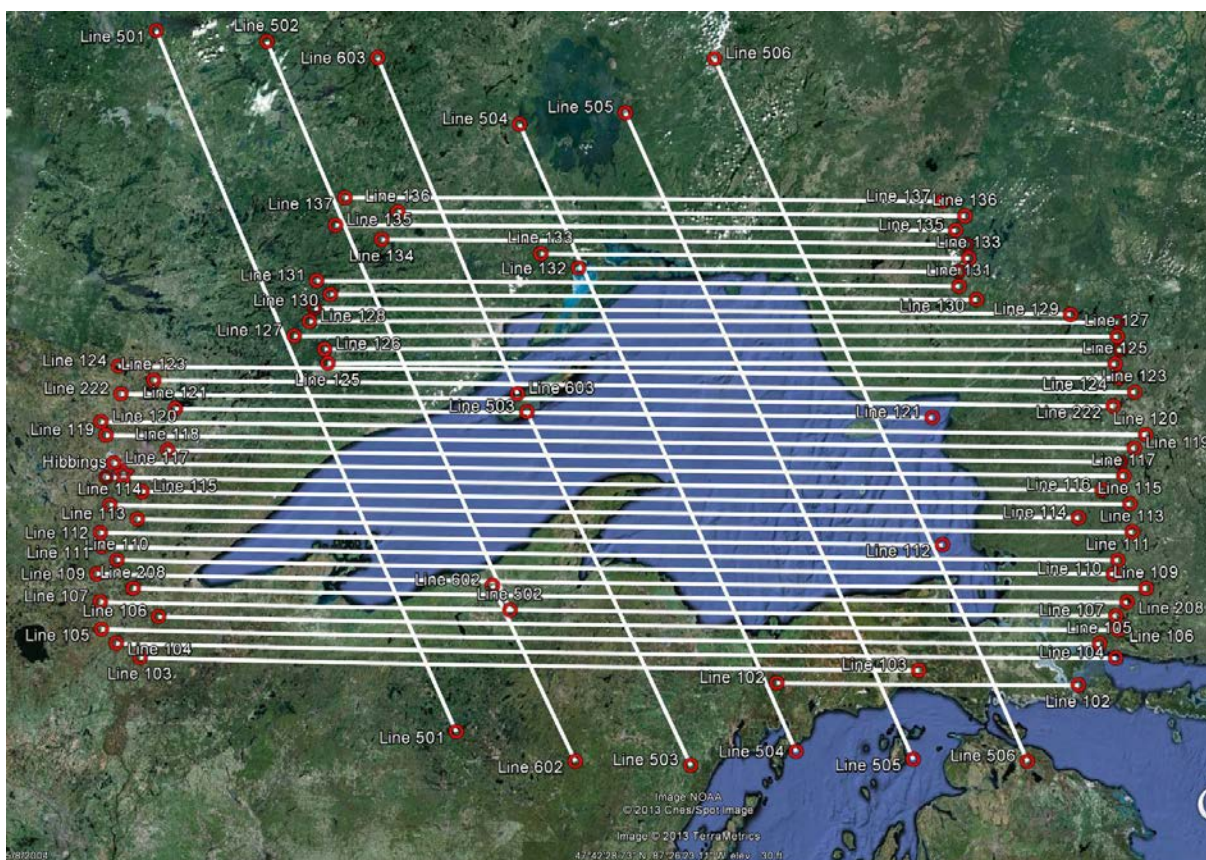 Line 501
Line 502
Line 603
Line 506
Line 504
Line 505
Line 137
Line 136
Line 135
Line 134
Line 133
Line 132
Line 137
Line 136
Line 135
Line 133
Line 131
Line 131
Line 130
Line 128
Line 127
Line 126
Line 125
Line 130
Line 129
Line 127
Line 125
Line 124
Line 123
Line 222
Line 121
Line 120
Line 119
Line 118
Line 117
Hibbings
Line 115
Line 114
Line 113
Line 112
Line 110
Line 111
Line 109
Line 208
Line 107
Line 106
Line 105
Line 104
Line 103
Line 603
Line 503
Line 121
Line 123
Line 124
Line 222
Line 120
Line 119
Line 117
Line 116
Line 115
Line 114
Line 113
Line 112
Line 111
Line 110
Line 109
Line 602
Line 502
Line 107
Line 208
Line 105
Line 106
Line 104
Line 103
Line 102
Line 102
Line 501
Line 602
Line 503
Line 504
Line 505
Line 506
Image NOAA
© 2013 Cnes/Spot Image
Image © 2013 TerraMetrics